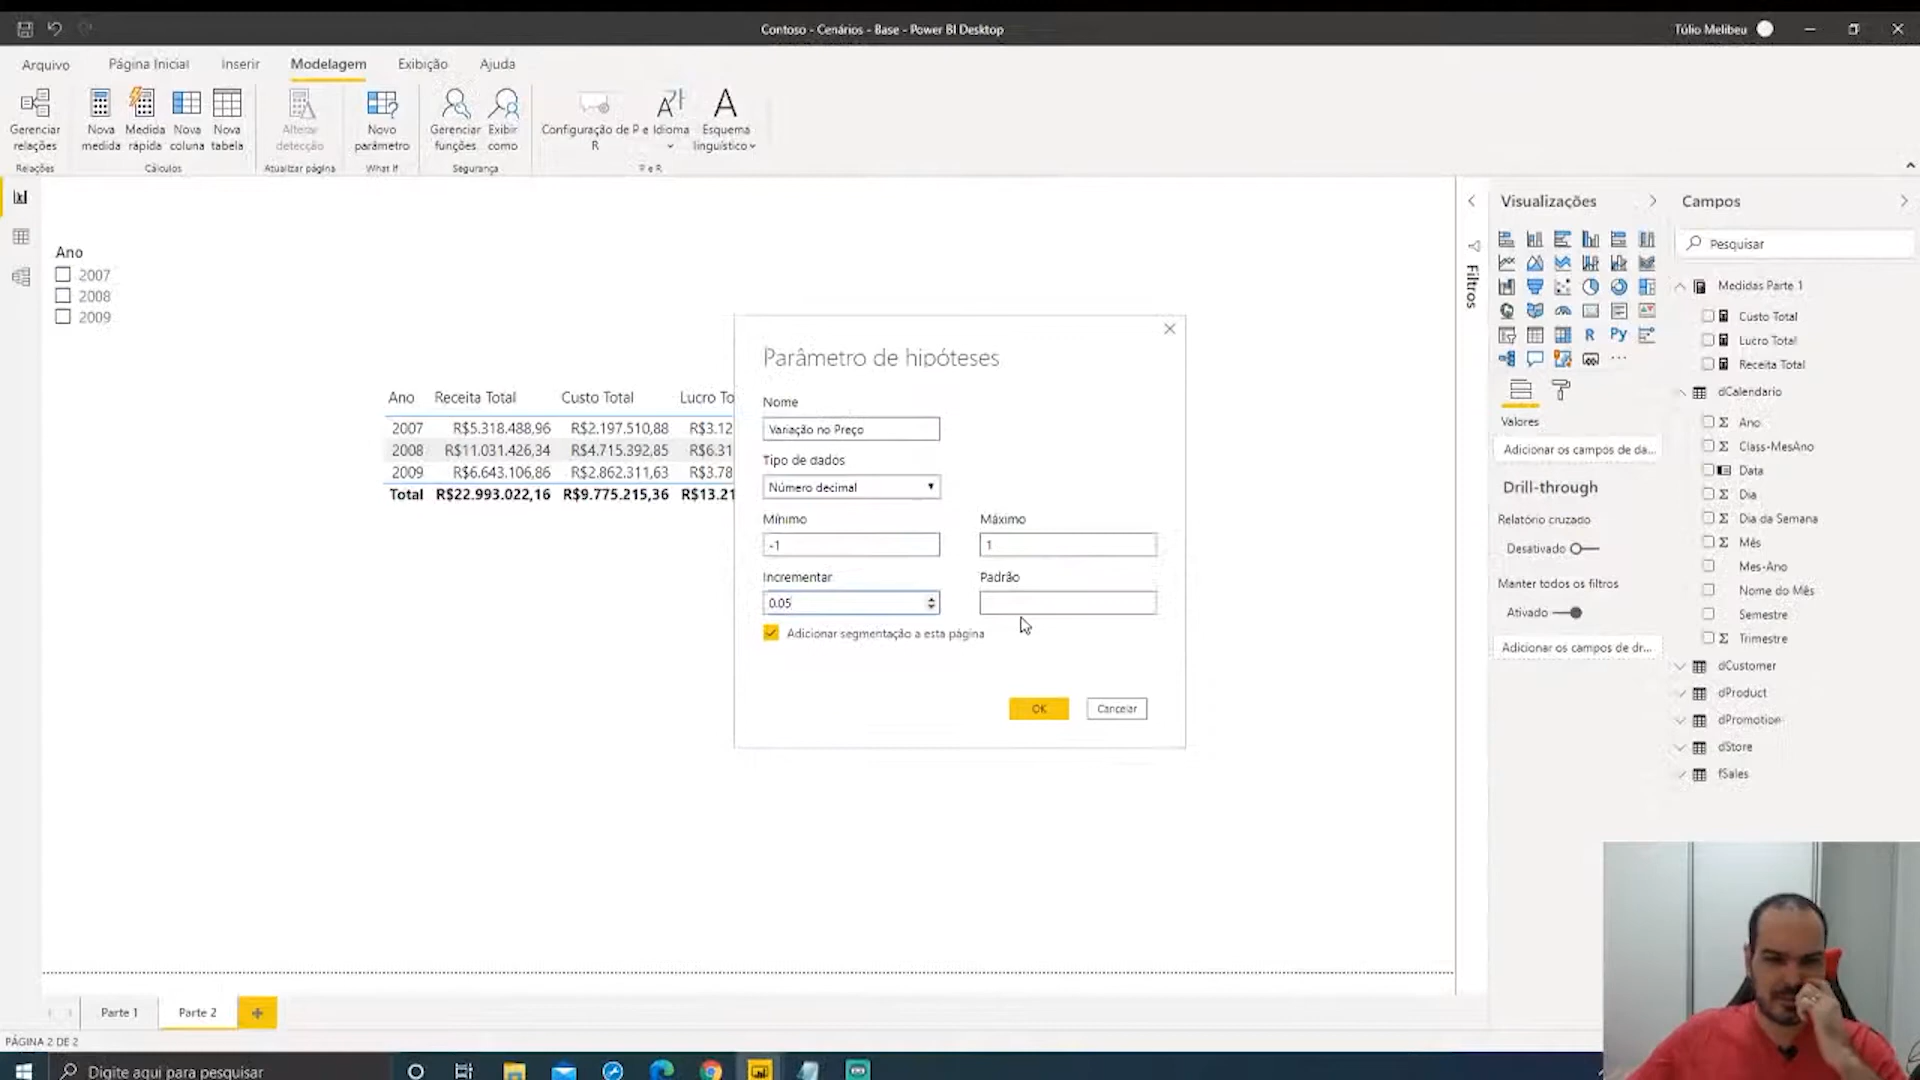 Contoso - Cenários - Base - Power BI Desktop
Túlio Melibeu
Arquivo
Página Inicial
Inserir
Modelagem
Exibição
Ajuda
Gerenciar relações
Nova medida
Medida rápida
Nova coluna
Nova tabela
Alterar detecção
Novo parâmetro
Gerenciar funções
Exibir como
Configuração de P e R
Idioma
Esquema linguístico
Relações
Cálculos
Atualizar página
What If
Segurança
P e R
Ano
2007
2008
2009
Ano Receita Total Custo Total Lucro To
2007 R$5.318.488,96 R$2.197.510,88 R$3.12
2008 R$11.031.426,34 R$4.715.392,85 R$6.31
2009 R$6.643.106,86 R$2.862.311,63 R$3.78
Total R$22.993.022,16 R$9.775.215,36 R$13.21
Parâmetro de hipóteses
Nome
Variação no Preço
Tipo de dados
Número decimal
Mínimo
Máximo
-1
1
Incrementar
Padrão
0.05
Adicionar segmentação a esta página
OK
Cancelar
Filtros
Visualizações
R
Py
Valores
Adicionar os campos de da...
Drill-through
Relatório cruzado
Desativado
Manter todos os filtros
Ativado
Adicionar os campos de dr...
Campos
Pesquisar
Medidas Parte 1
Custo Total
Lucro Total
Receita Total
dCalendario
Ano
Class-MesAno
Data
Dia
Dia da Semana
Mês
Mes-Ano
Nome do Mês
Semestre
Trimestre
dCustomer
dProduct
dPromotion
dStore
fSales
Parte 1
Parte 2
PÁGINA 2 DE 2
Digite aqui para pesquisar